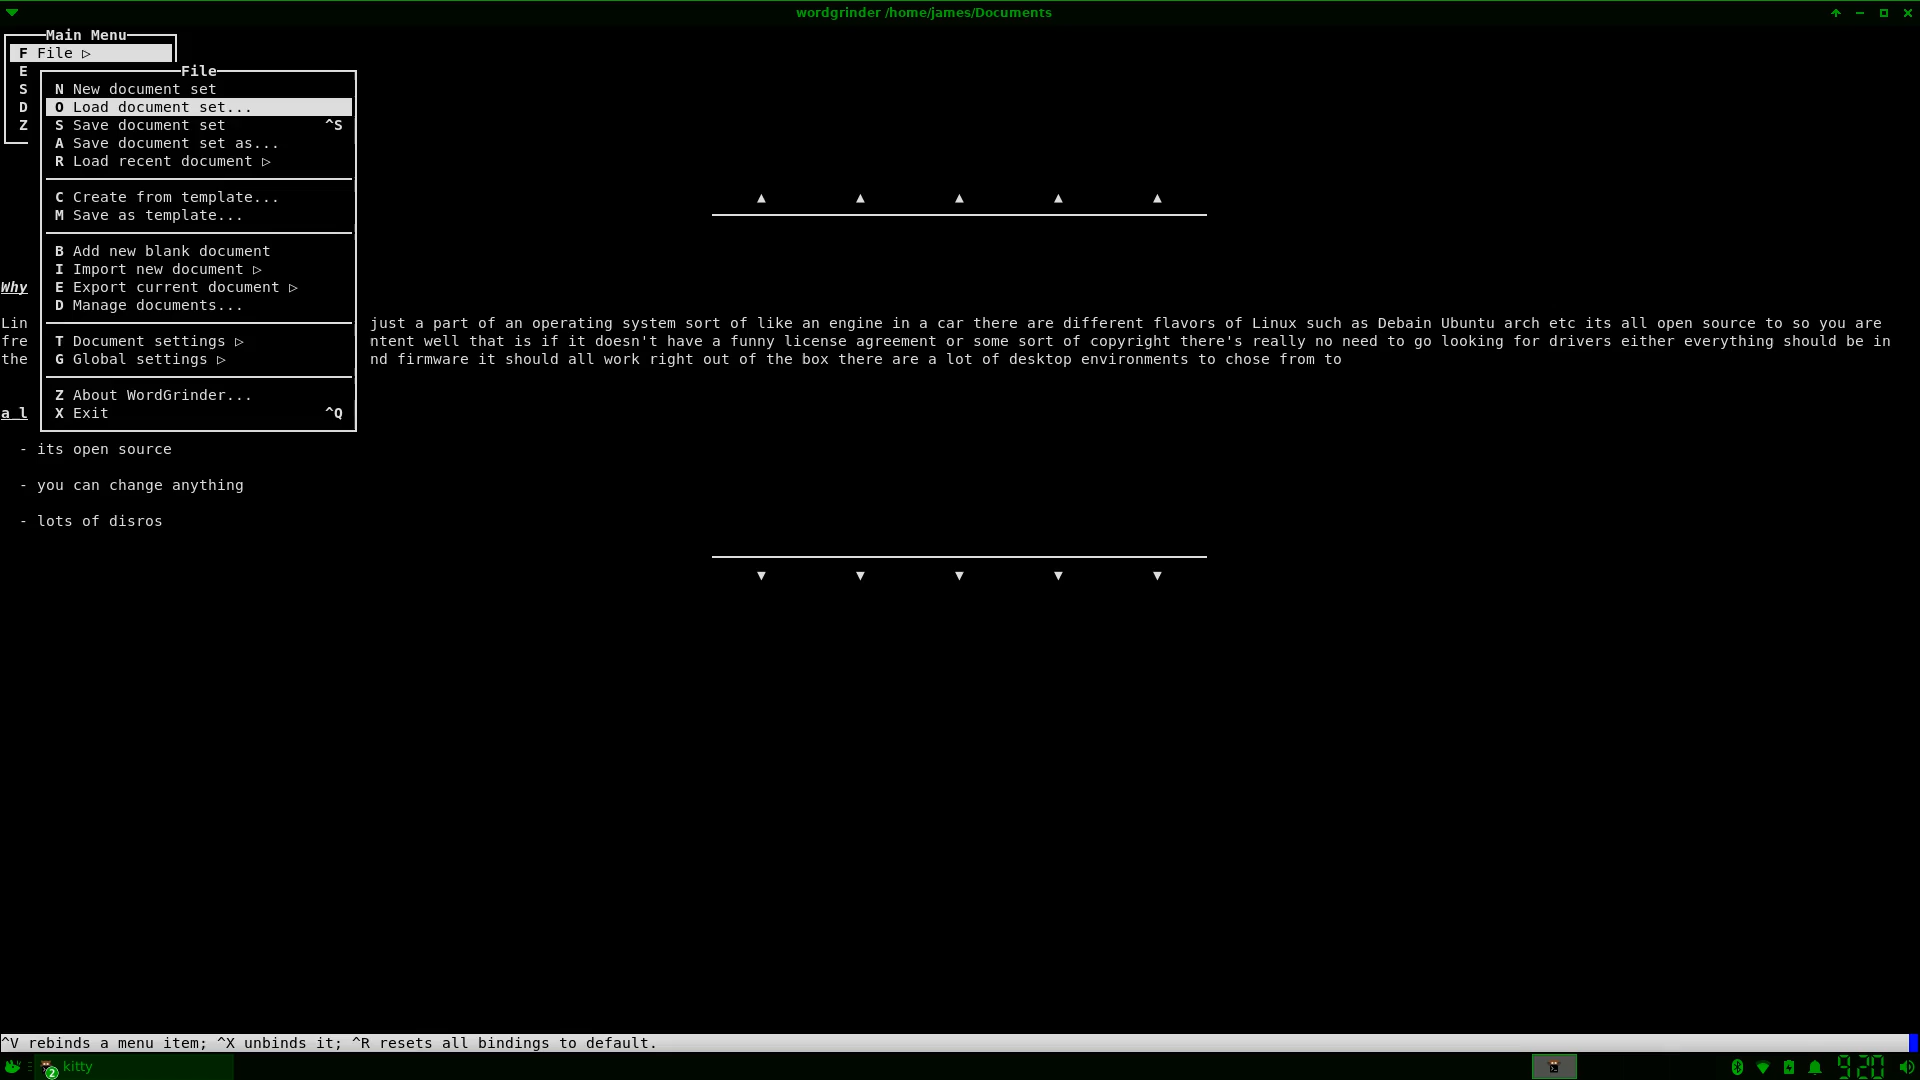 wordgrinder /home/james/Documents
Main Menu
F File ▷
E
S
D
Z
File
N New document set
O Load document set...
S Save document set ^S
A Save document set as...
R Load recent document ▷
C Create from template...
M Save as template...
B Add new blank document
I Import new document ▷
E Export current document ▷
D Manage documents...
T Document settings ▷
G Global settings ▷
Z About WordGrinder...
X Exit ^Q
Why
Lin just a part of an operating system sort of like an engine in a car there are different flavors of Linux such as Debain Ubuntu arch etc its all open source to so you are
fre ntent well that is if it doesn't have a funny license agreement or some sort of copyright there's really no need to go looking for drivers either everything should be in
the nd firmware it should all work right out of the box there are a lot of desktop environments to chose from to
a l
- its open source
- you can change anything
- lots of disros
^V rebinds a menu item; ^X unbinds it; ^R resets all bindings to default.
2 kitty
9:20